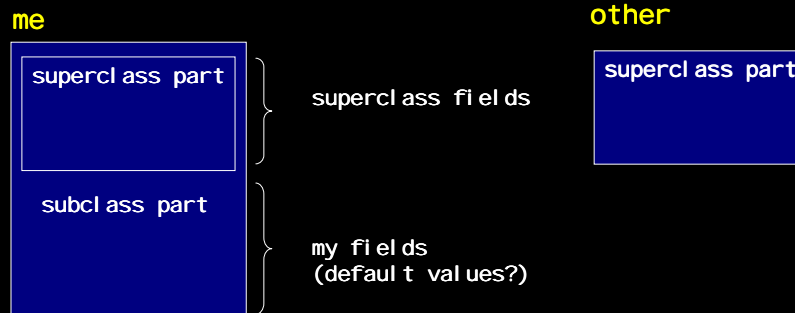 me
other
superclass part
superclass part
superclass fields
subclass part
my fields
(default values?)